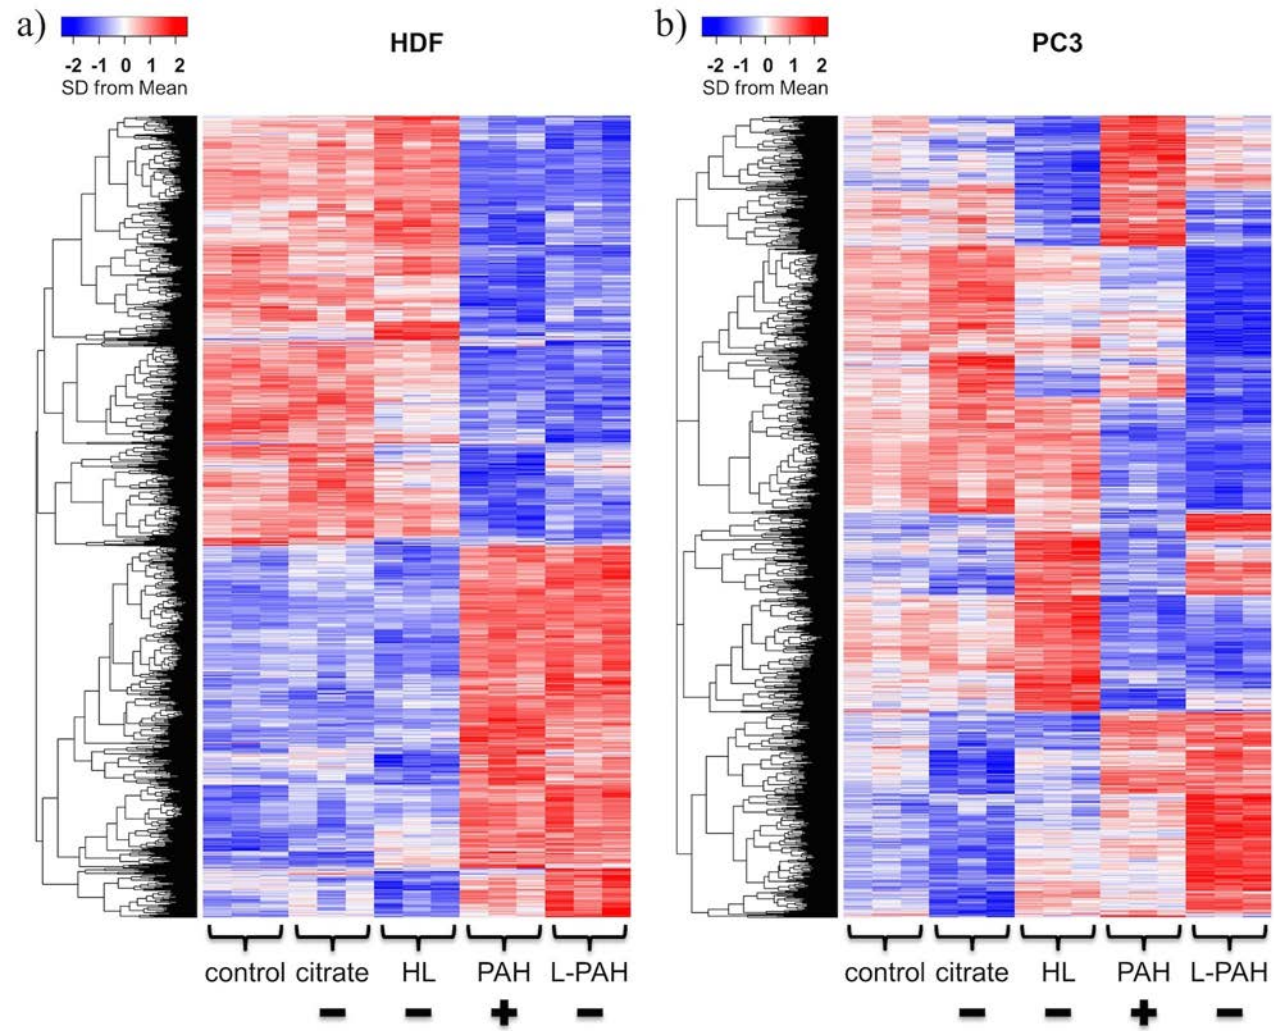 a)
HDF
-2 -1 0 1 2
SD from Mean
control citrate HL PAH L-PAH
− + −
b)
PC3
-2 -1 0 1 2
SD from Mean
control citrate HL PAH L-PAH
− − + −